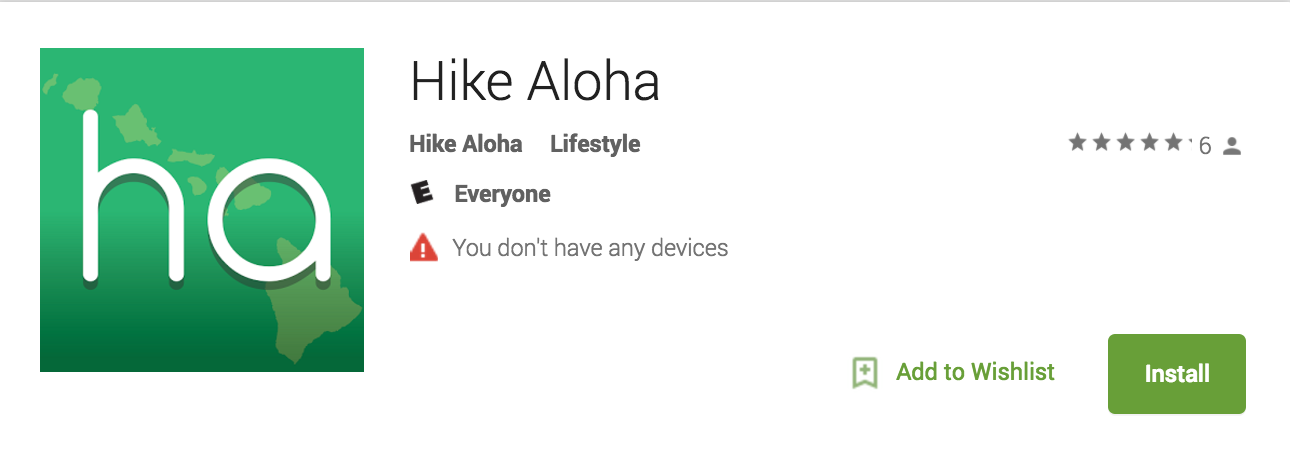 ha
Hike Aloha
Hike Aloha Lifestyle
6
E Everyone
You don't have any devices
Add to Wishlist
Install